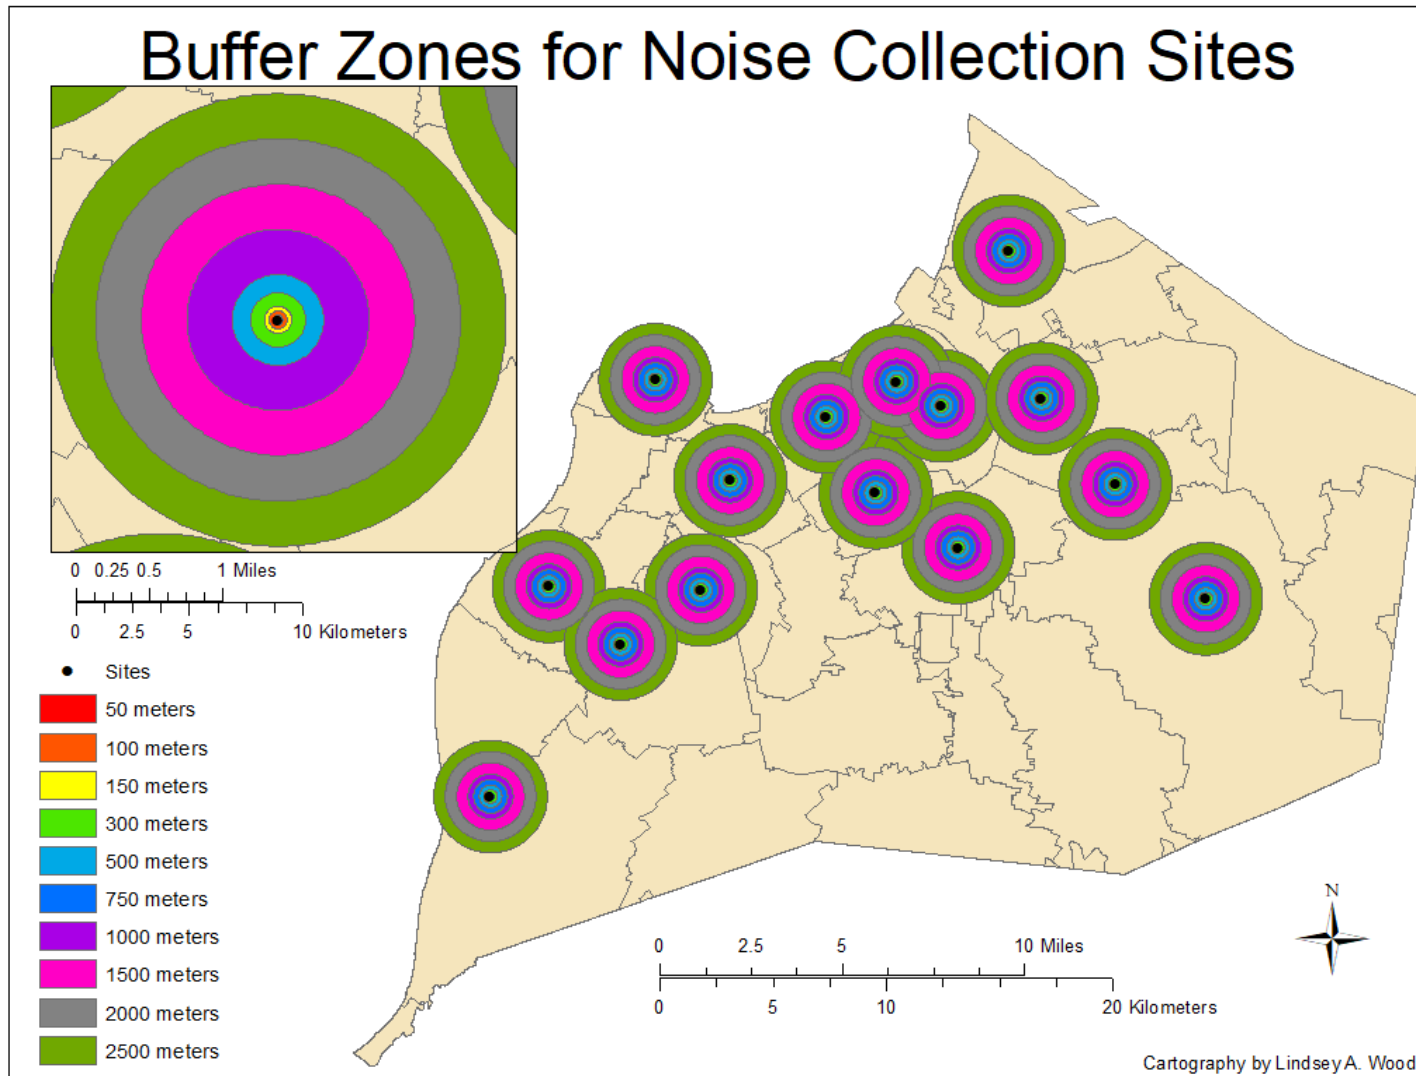 Buffer Zones for Noise Collection Sites
0 0.25 0.5 1 Miles
0 2.5 5 10 Kilometers
Sites
50 meters
100 meters
150 meters
300 meters
500 meters
750 meters
1000 meters
1500 meters
2000 meters
2500 meters
N
0 2.5 5 10 Miles
0 5 10 20 Kilometers
Cartography by Lindsey A. Wood